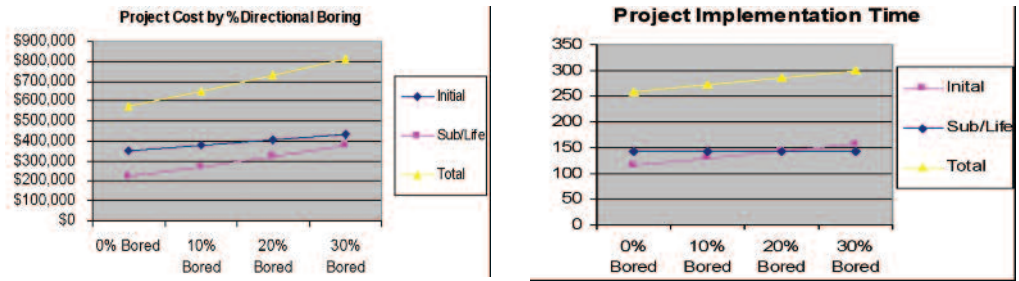 Project Cost by %Directional Boring
$900,000
$800,000
$700,000
$600,000
$500,000
$400,000
$300,000
$200,000
$100,000
$0
0% Bored
10% Bored
20% Bored
30% Bored
Initial
Sub/Life
Total
Project Implementation Time
350
300
250
200
150
100
50
0
0% Bored
10% Bored
20% Bored
30% Bored
Inital
Sub/Life
Total